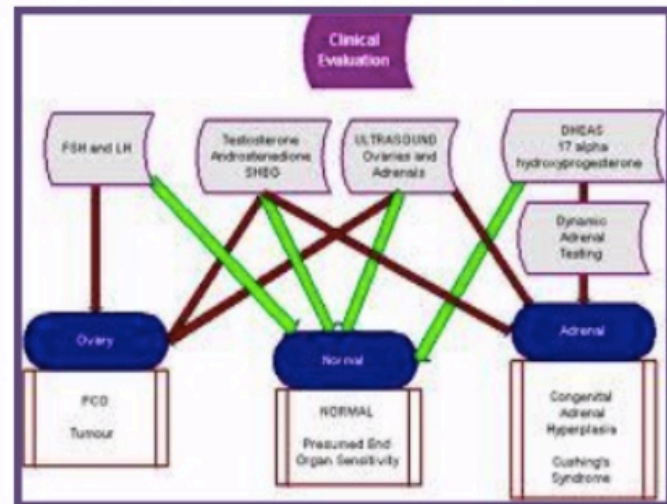 Clinical
Evaluation
FSH and LH
Testosterone
Androstenedione
SHBG
ULTRASOUND
Ovaries and
Adrenals
DHEAS
17 alpha
hydroxyprogesterone
Dynamic
Adrenal
Testing
Ovary
Normal
Adrenal
PCO
Tumour
NORMAL
Presumed End
Organ Sensitivity
Congenital
Adrenal
Hyperplasia
Cushing's
Syndrome